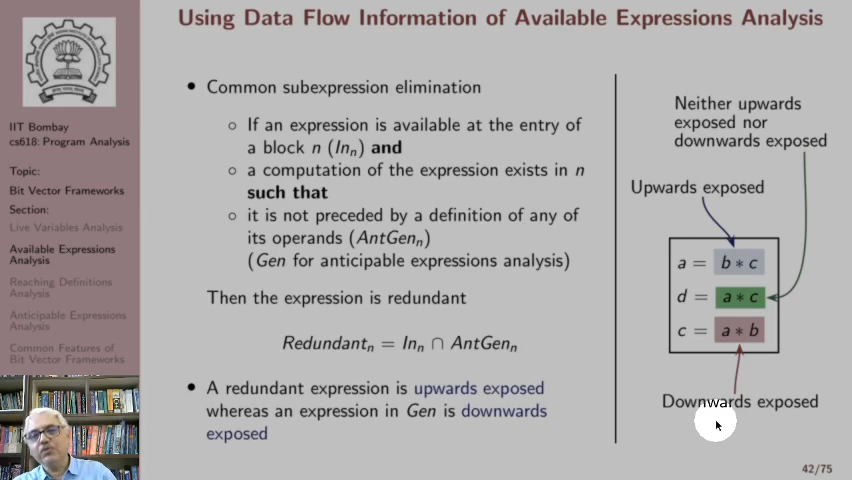 Using Data Flow Information of Available Expressions Analysis
IIT Bombay
cs618: Program Analysis
Topic:
Bit Vector Frameworks
Section:
Live Variables Analysis
Available Expressions
Analysis
Reaching Definitions
Analysis
Anticipable Expressions
Analysis
Common Features of
Bit Vector Frameworks
• Common subexpression elimination
○ If an expression is available at the entry of
a block n (Inₙ) and
○ a computation of the expression exists in n
such that
○ it is not preceded by a definition of any of
its operands (AntGenₙ)
(Gen for anticipable expressions analysis)
Then the expression is redundant
Redundantₙ = Inₙ ∩ AntGenₙ
• A redundant expression is upwards exposed
whereas an expression in Gen is downwards
exposed
Neither upwards
exposed nor
downwards exposed
Upwards exposed
a = b * c
d = a * c
c = a * b
Downwards exposed
42/75